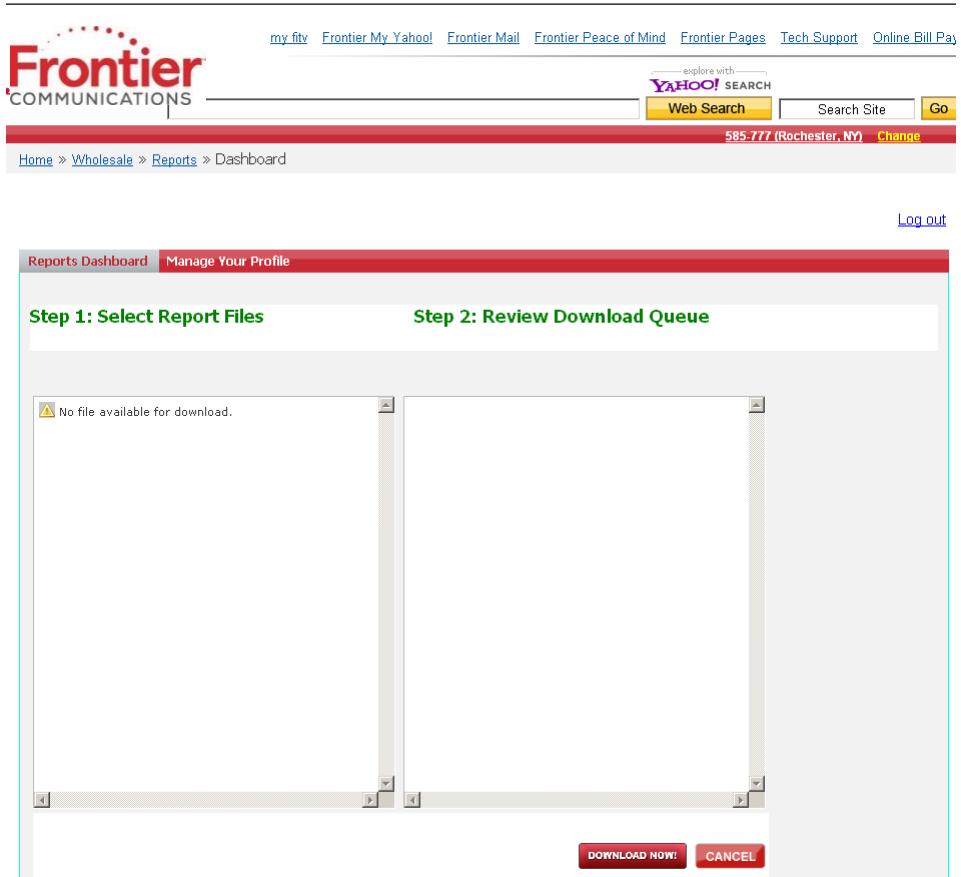 Frontier
COMMUNICATIONS
my fitv Frontier My Yahoo! Frontier Mail Frontier Peace of Mind Frontier Pages Tech Support Online Bill Pay
explore with
YAHOO! SEARCH
Web Search Search Site Go
585-777 (Rochester, NY) Change
Home » Wholesale » Reports » Dashboard
Log out
Reports Dashboard Manage Your Profile
Step 1: Select Report Files Step 2: Review Download Queue
No file available for download.
DOWNLOAD NOW! CANCEL